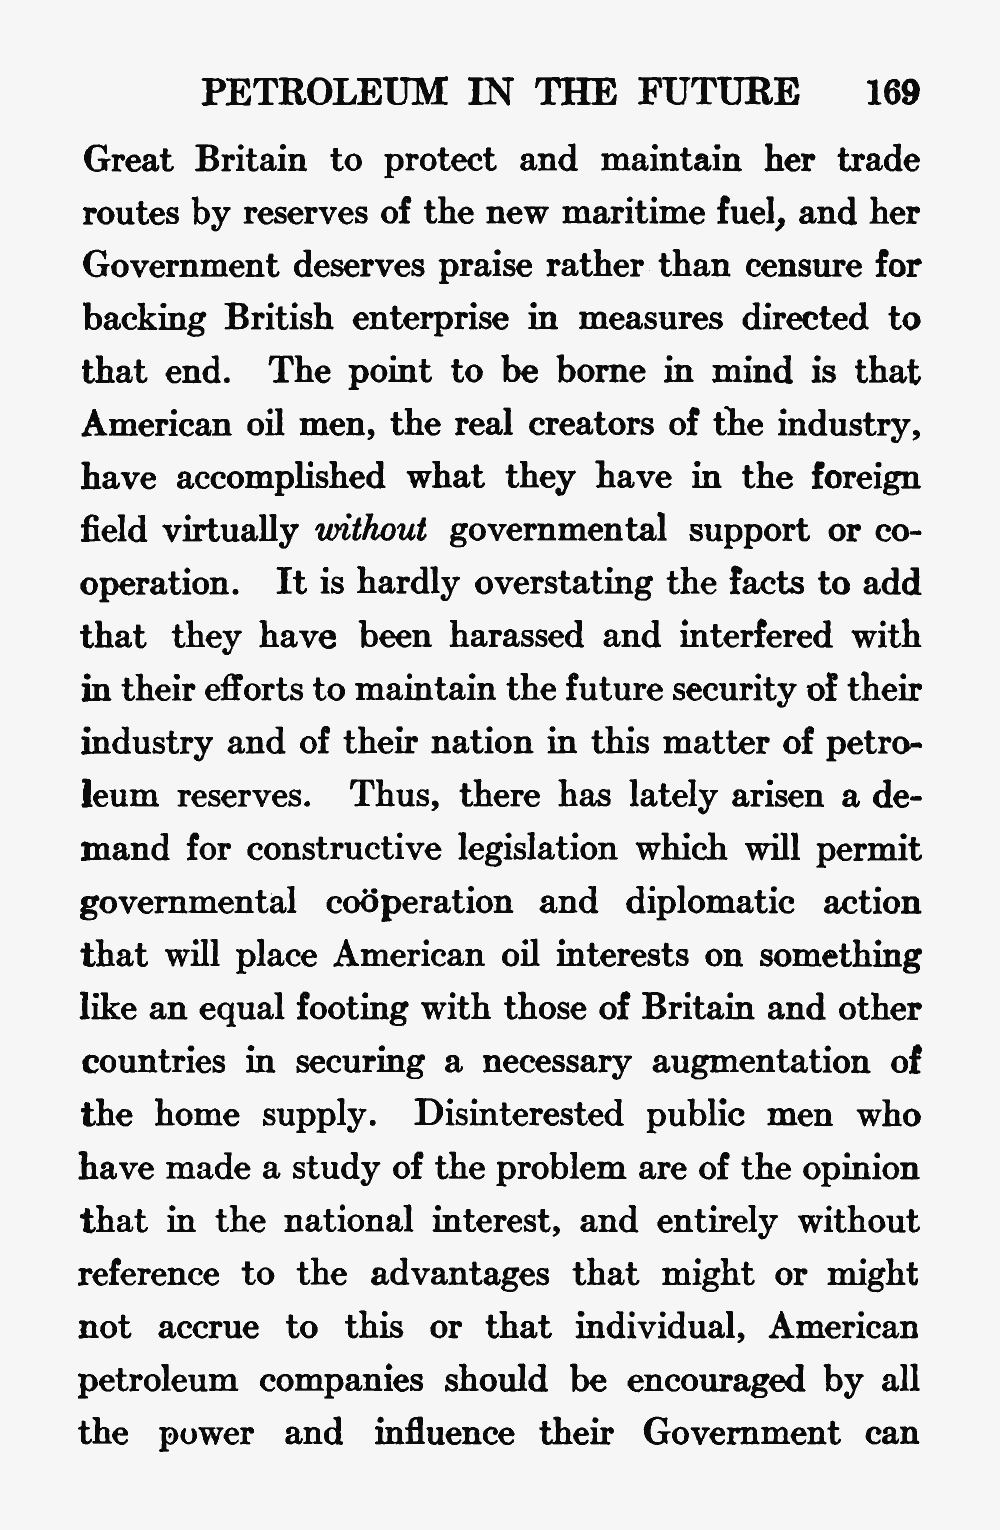 PETROLEUM IN THE FUTURE 169
Great Britain to protect and maintain her trade
routes by reserves of the new maritime fuel, and her
Government deserves praise rather than censure for
backing British enterprise in measures directed to
that end. The point to be borne in mind is that
American oil men, the real creators of the industry,
have accomplished what they have in the foreign
field virtually without governmental support or co-
operation. It is hardly overstating the facts to add
that they have been harassed and interfered with
in their efforts to maintain the future security of their
industry and of their nation in this matter of petro-
leum reserves. Thus, there has lately arisen a de-
mand for constructive legislation which will permit
governmental coöperation and diplomatic action
that will place American oil interests on something
like an equal footing with those of Britain and other
countries in securing a necessary augmentation of
the home supply. Disinterested public men who
have made a study of the problem are of the opinion
that in the national interest, and entirely without
reference to the advantages that might or might
not accrue to this or that individual, American
petroleum companies should be encouraged by all
the power and influence their Government can